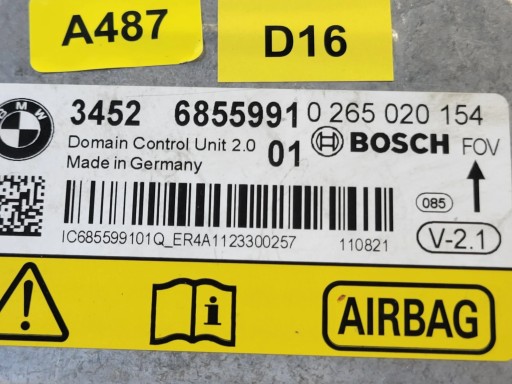 A487
D16
BMW
3452 6855991 0 265 020 154
Domain Control Unit 2.0 01 BOSCH FOV
Made in Germany
085
IC685599101Q_ER4A1123300257 110821
V-2.1
i
AIRBAG